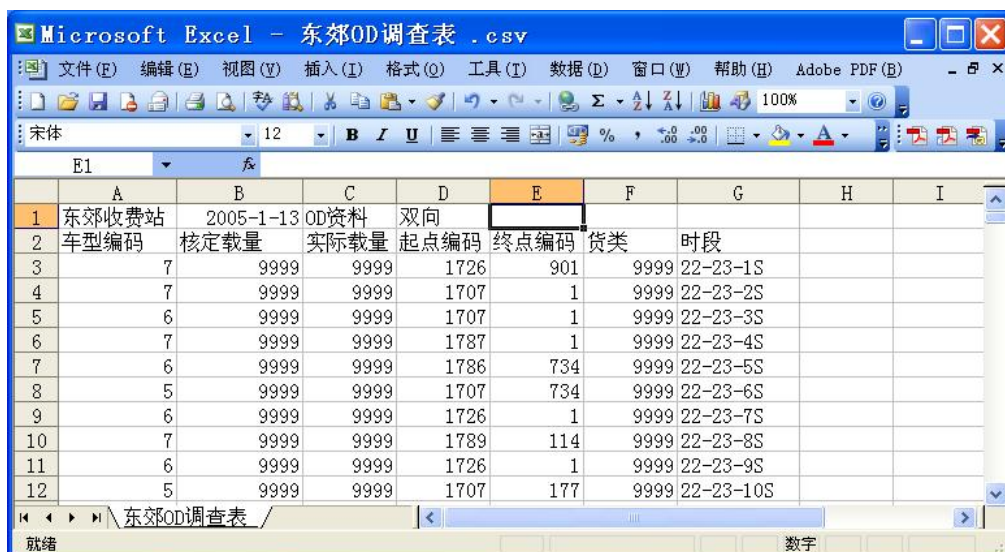 Microsoft Excel - 东郊OD调查表 .csv
文件(F) 编辑(E) 视图(V) 插入(I) 格式(O) 工具(T) 数据(D) 窗口(W) 帮助(H) Adobe PDF(B)
100%
宋体 12 B I U
E1 fx
A B C D E F G H I
1 东郊收费站 2005-1-13 OD资料 双向
2 车型编码 核定载量 实际载量 起点编码 终点编码 货类 时段
3 7 9999 9999 1726 901 9999 22-23-1S
4 7 9999 9999 1707 1 9999 22-23-2S
5 6 9999 9999 1707 1 9999 22-23-3S
6 7 9999 9999 1787 1 9999 22-23-4S
7 6 9999 9999 1786 734 9999 22-23-5S
8 5 9999 9999 1707 734 9999 22-23-6S
9 6 9999 9999 1726 1 9999 22-23-7S
10 7 9999 9999 1789 114 9999 22-23-8S
11 6 9999 9999 1726 1 9999 22-23-9S
12 5 9999 9999 1707 177 9999 22-23-10S
东郊OD调查表
就绪 数字